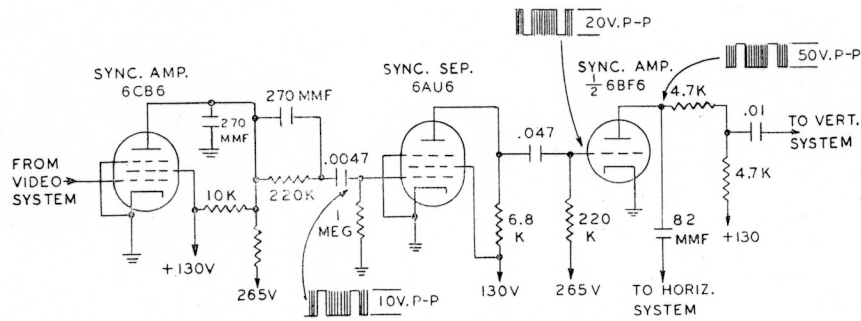 20V.P-P
SYNC. AMP.
6CB6
270 MMF
SYNC. SEP.
6AU6
SYNC. AMP.
1/2 6BF6
50V.P-P
4.7K
.01
TO VERT.
SYSTEM
270
MMF
.047
FROM
VIDEO
SYSTEM
.0047
10K
220K
1
MEG
6.8
K
220
K
82
MMF
4.7K
+130
+130V
265V
10V.P-P
130V
265V
TO HORIZ.
SYSTEM